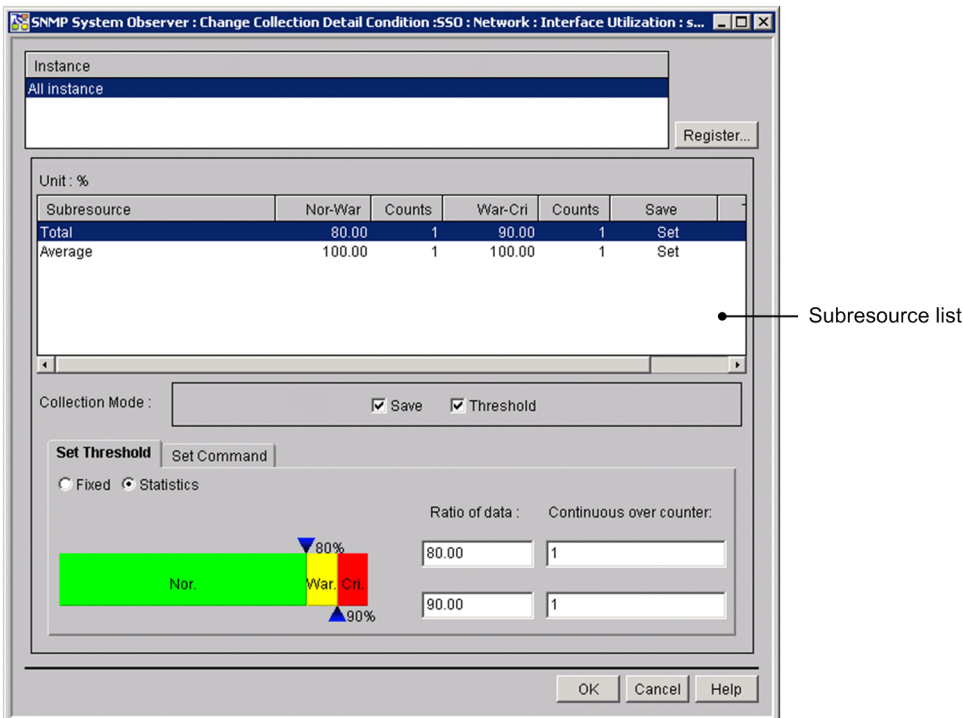 SNMP System Observer : Change Collection Detail Condition :SSO : Network : Interface Utilization : s...
Instance
All instance
Register...
Unit : %
Subresource Nor-War Counts War-Cri Counts Save
Total 80.00 1 90.00 1 Set
Average 100.00 1 100.00 1 Set
Subresource list
Collection Mode : Save Threshold
Set Threshold Set Command
Fixed Statistics
Ratio of data : Continuous over counter:
80%
80.00 1
Nor. War. Cri.
90.00 1
90%
OK Cancel Help